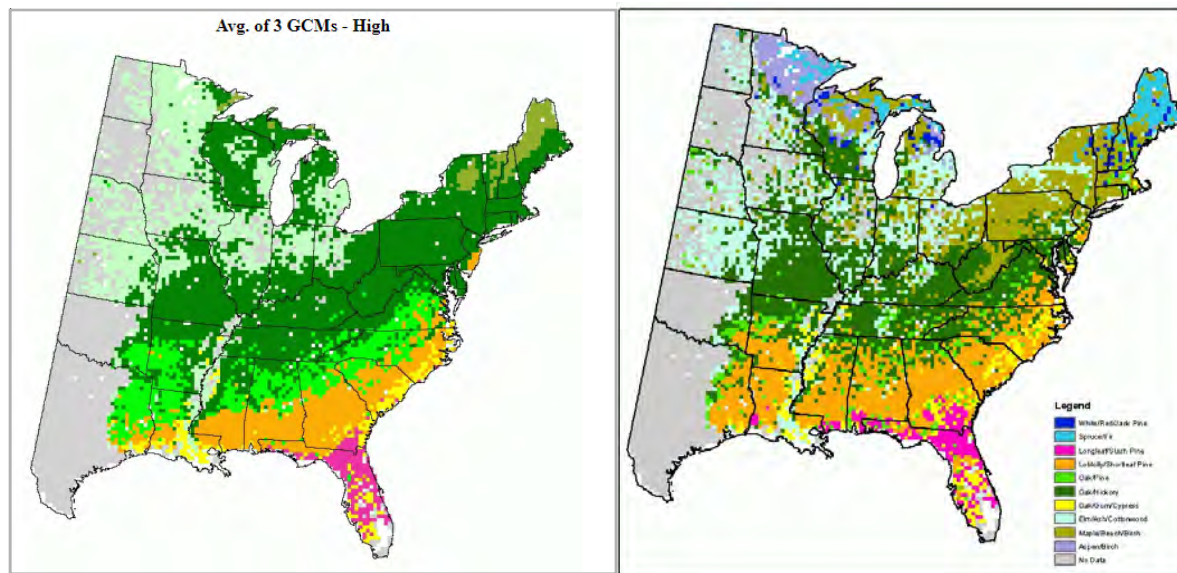 Avg. of 3 GCMs - High
Legend
White/Red/Jack Pine
Spruce/Fir
Longleaf/Slash Pine
Loblolly/Shortleaf Pine
Oak/Pine
Oak/Hickory
Oak/Gum/Cypress
Elm/Ash/Cottonwood
Maple/Beech/Birch
Aspen/Birch
No Data